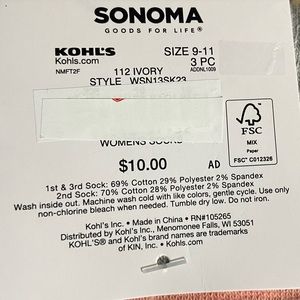 SONOMA
GOODS FOR LIFE®
KOHL'S SIZE 9-11
Kohls.com 3 PC
NMFT2F ADDNL1009
112 IVORY
STYLE WSN13SK23
WOMENS SOCKS
FSC
MIX
Paper
FSC® C012326
$10.00 AD
1st & 3rd Sock: 69% Cotton 29% Polyester 2% Spandex
2nd Sock: 70% Cotton 28% Polyester 2% Spandex
Wash inside out. Machine wash cold with like colors, gentle cycle. Use only
non-chlorine bleach when needed. Tumble dry low. Do not iron.
Kohl's Inc. • Made in China • RN#105265
Distributed by Kohl's Inc., Menomonee Falls, WI 53051
KOHL'S® and Kohl's brand names are trademarks
of KIN, Inc. • Kohls.com